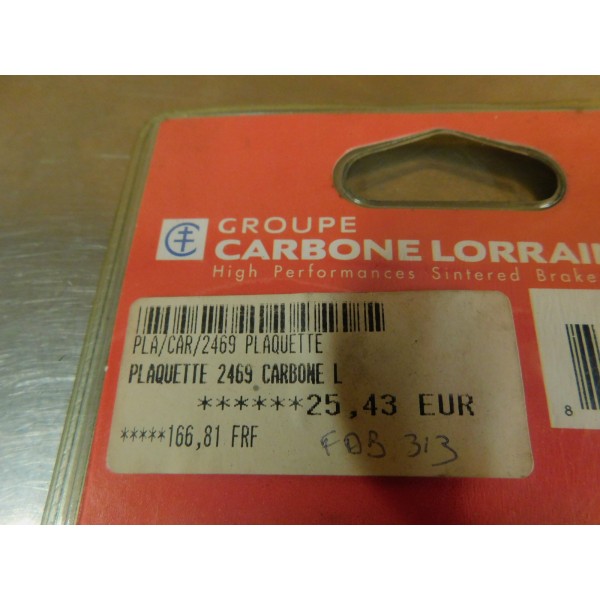 GROUPE
CARBONE LORRAIN
High Performances Sintered Brake
PLA/CAR/2469 PLAQUETTE
PLAQUETTE 2469 CARBONE L
******25,43 EUR
*****166,81 FRF
FDB 313
8